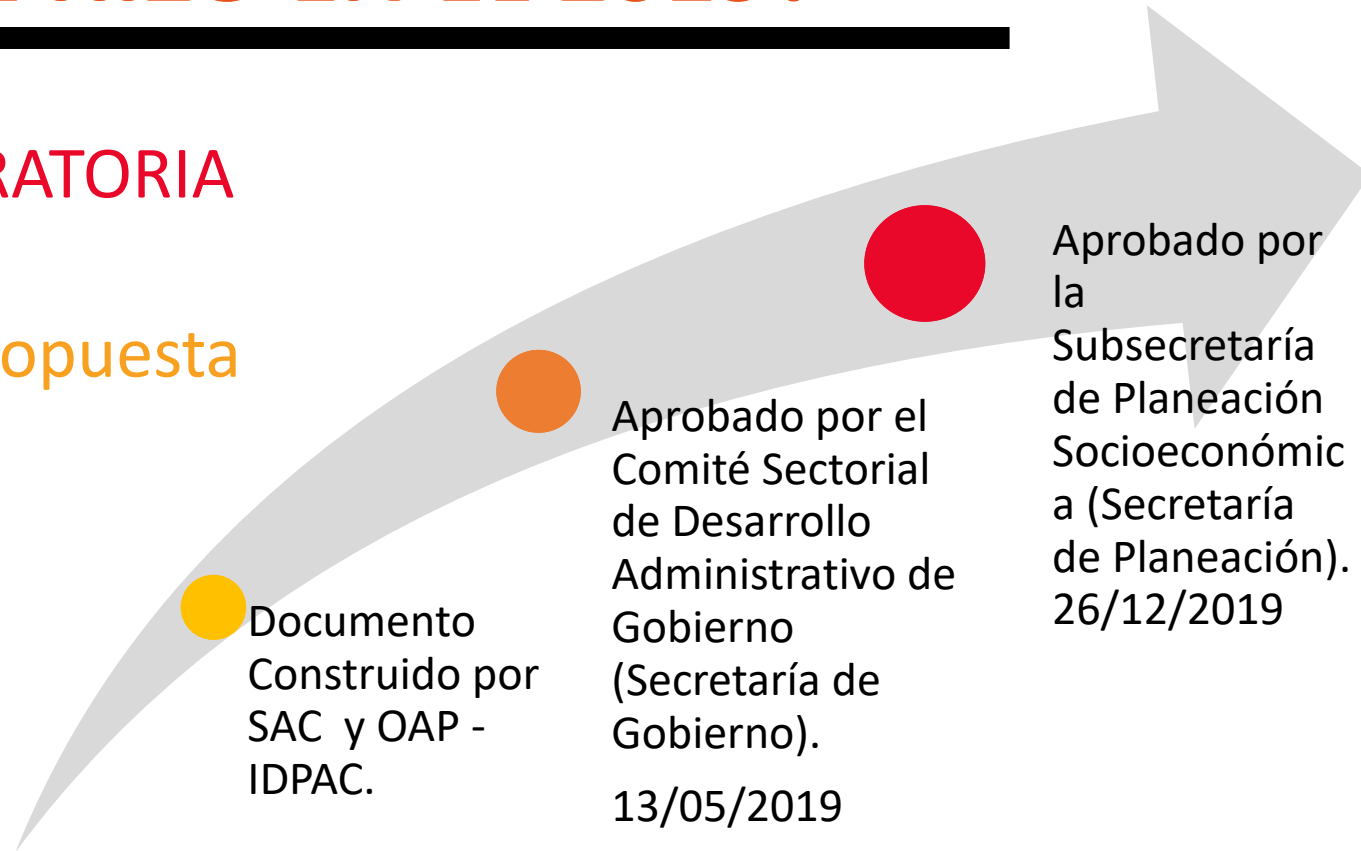 RATORIA
opuesta
Documento
Construido por
SAC y OAP -
IDPAC.
Aprobado por el
Comité Sectorial
de Desarrollo
Administrativo de
Gobierno
(Secretaría de
Gobierno).
13/05/2019
Aprobado por
la
Subsecretaría
de Planeación
Socioeconómic
a (Secretaría
de Planeación).
26/12/2019